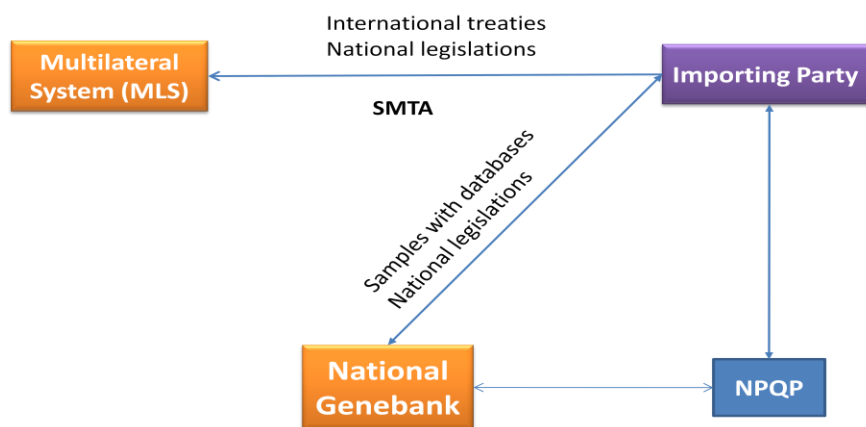 International treaties
National legislations
Multilateral
System (MLS)
Importing Party
SMTA
Samples with databases
National legislations
National
Genebank
NPQP